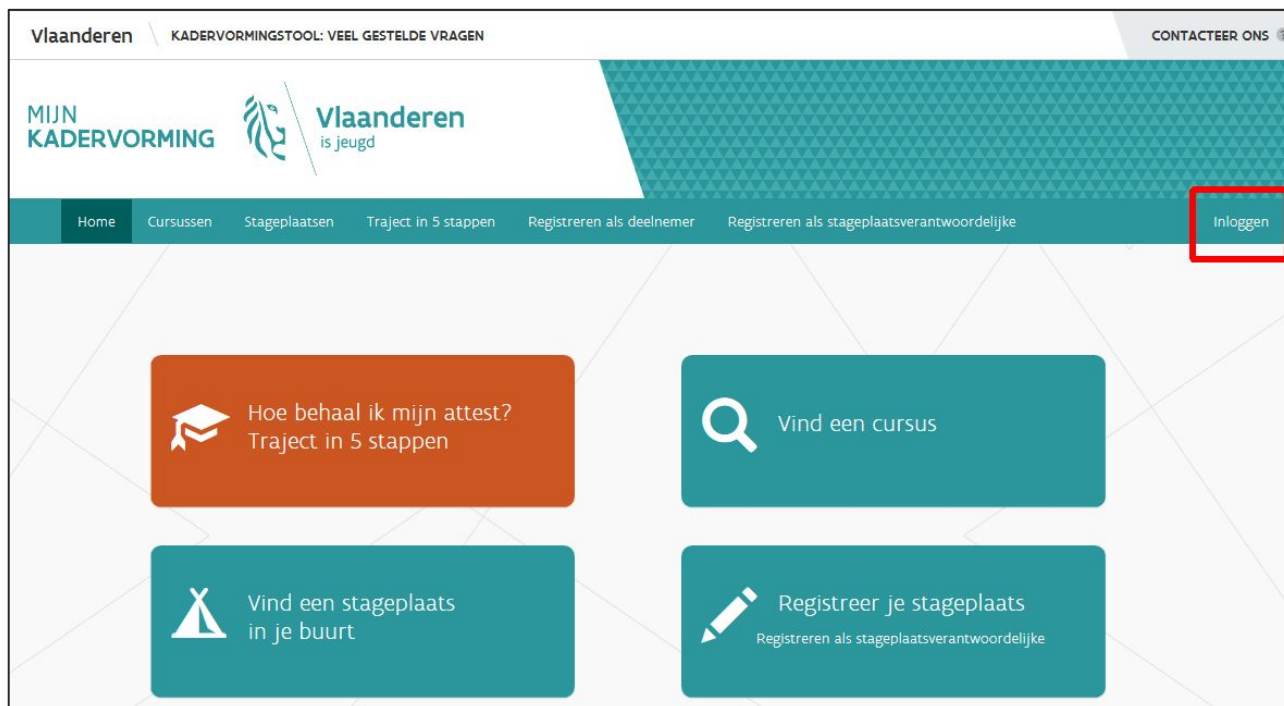 Vlaanderen KADERVORMINGSTOOL: VEEL GESTELDE VRAGEN CONTACTEER ONS
MIJN
KADERVORMING
Vlaanderen
is jeugd
Home Cursussen Stageplaatsen Traject in 5 stappen Registreren als deelnemer Registreren als stageplaatsverantwoordelijke Inloggen
Hoe behaal ik mijn attest?
Traject in 5 stappen
Vind een cursus
Vind een stageplaats
in je buurt
Registreer je stageplaats
Registreren als stageplaatsverantwoordelijke